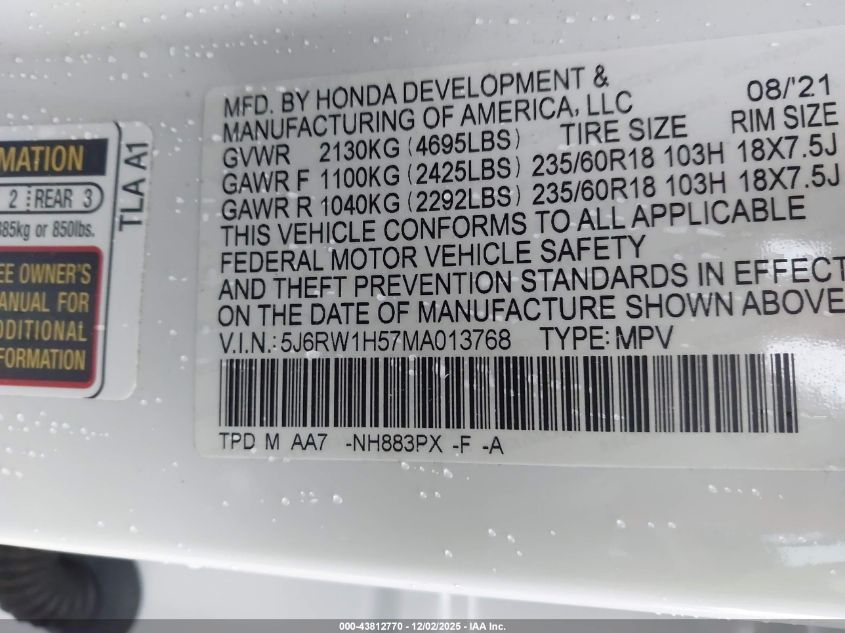 MATION
2 REAR 3
385kg or 850lbs.
EE OWNER'S
ANUAL FOR
DDITIONAL
FORMATION
TLA A1
MFD. BY HONDA DEVELOPMENT & 08/'21
MANUFACTURING OF AMERICA, LLC
GVWR 2130KG (4695LBS) TIRE SIZE RIM SIZE
GAWR F 1100KG (2425LBS) 235/60R18 103H 18X7.5J
GAWR R 1040KG (2292LBS) 235/60R18 103H 18X7.5J
THIS VEHICLE CONFORMS TO ALL APPLICABLE
FEDERAL MOTOR VEHICLE SAFETY
AND THEFT PREVENTION STANDARDS IN EFFECT
ON THE DATE OF MANUFACTURE SHOWN ABOVE
V.I.N.: 5J6RW1H57MA013768 TYPE: MPV
TPD M AA7 -NH883PX -F -A
000-43812770 - 12/02/2025 - IAA Inc.